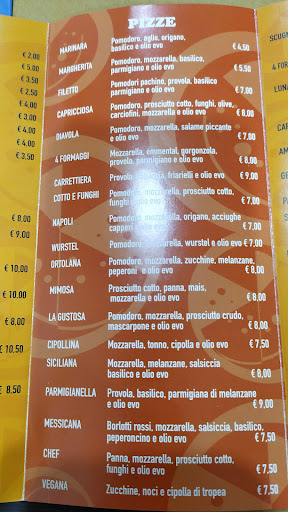 PIZZE
MARINARA Pomodoro, aglio, origano,
basilico e olio evo € 4,50
MARGHERITA Pomodoro, mozzarella, basilico,
parmigiano e olio evo € 5,50
FILETTO Pomodori pachino, provola, basilico
parmigiano e olio evo € 7,00
CAPRICCIOSA Pomodoro, prosciutto cotto, funghi, olive,
carciofini, mozzarella e olio evo € 8,00
DIAVOLA Pomodoro, mozzarella, salame piccante
e olio evo € 7,00
4 FORMAGGI Mozzarella, emmental, gorgonzola,
provola, parmigiano e olio evo € 8,00
CARRETTIERA Provola, salsiccia, friarielli e olio evo € 9,00
COTTO E FUNGHI Pomodoro, mozzarella, prosciutto cotto,
funghi e olio evo € 8,00
NAPOLI Pomodoro, mozzarella, origano, acciughe
capperi e olio evo € 7,00
WURSTEL Pomodoro, mozzarella, wurstel e olio evo € 7,00
ORTOLANA Pomodoro, mozzarella, zucchine, melanzane,
peperoni e olio evo € 8,00
MIMOSA Prosciutto cotto, panna, mais,
mozzarella e olio evo € 8,00
LA GUSTOSA Pomodoro, mozzarella, prosciutto crudo,
mascarpone e olio evo € 8,00
CIPOLLINA Mozzarella, tonno, cipolla e olio evo € 7,50
SICILIANA Mozzarella, melanzane, salsiccia
basilico e olio evo € 8,00
PARMIGIANELLA Provola, basilico, parmigiana di melanzane
e olio evo € 9,00
MESSICANA Borlotti rossi, mozzarella, salsiccia, basilico,
peperoncino e olio evo € 7,50
CHEF Panna, mozzarella, prosciutto cotto,
funghi e olio evo € 7,50
VEGANA Zucchine, noci e cipolla di tropea € 7,50
€ 2,00
€ 5,00
€ 3,50
€ 2,50
€ 4,00
€ 4,00
€ 3,50
€ 8,00
€ 9,00
€ 10,00
€ 10,00
€ 8,00
€ 10,50
€ 8,50
SCUG
4 FOR
LUN
CAR
AM
GE
PA
S
C